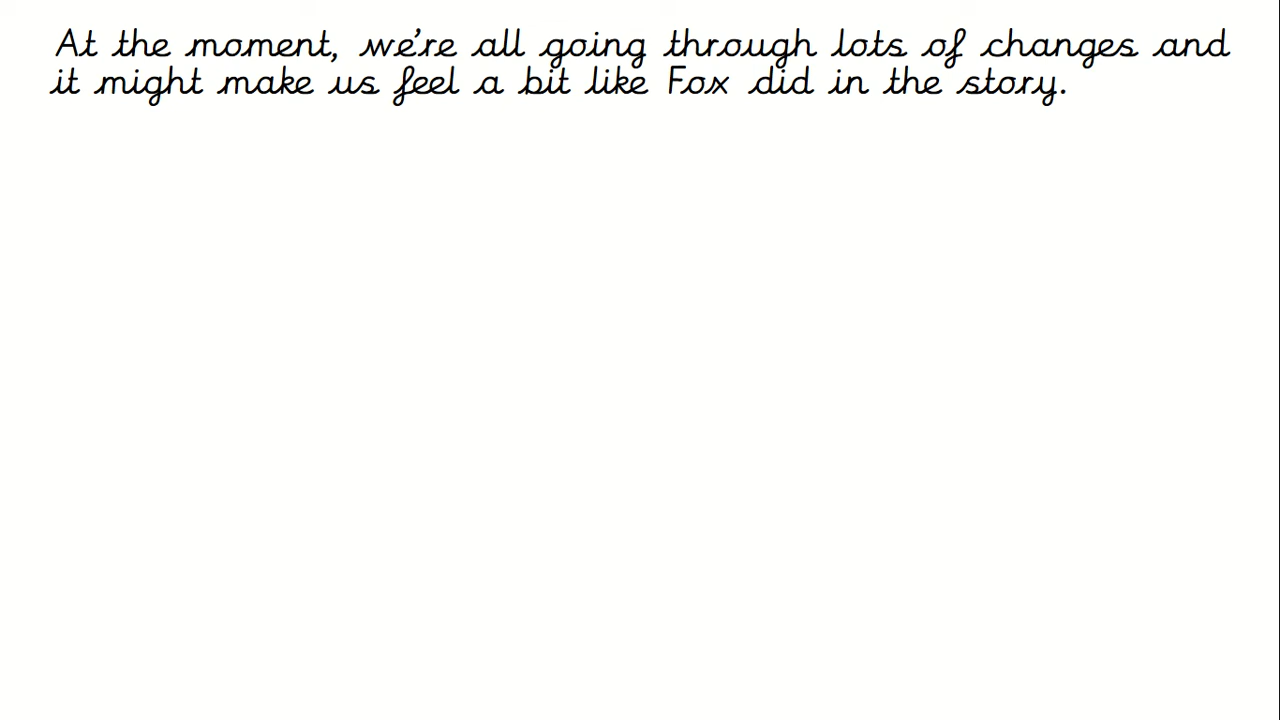 At the moment, we’re all going through lots of changes and
it might make us feel a bit like Fox did in the story.